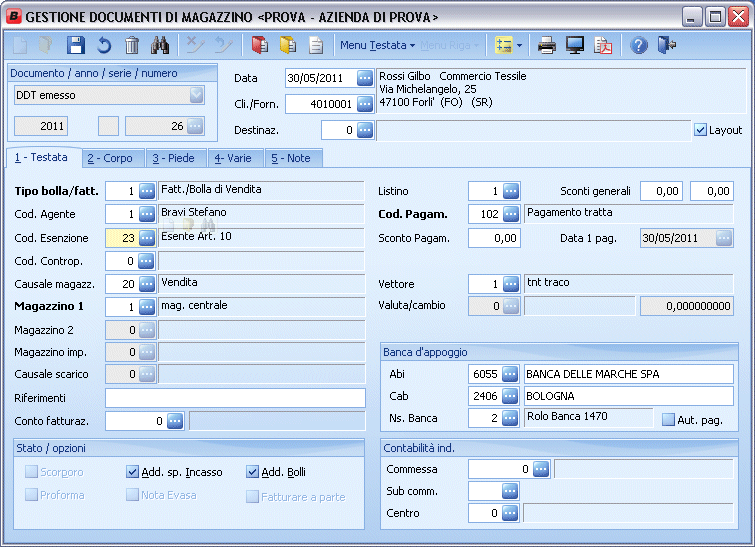 B GESTIONE DOCUMENTI DI MAGAZZINO <PROVA - AZIENDA DI PROVA>
Menu Testata Menu Riga
Documento / anno / serie / numero
DDT emesso
2011 26
Data 30/05/2011
Cli./Forn. 4010001
Destinaz. 0
Rossi Gilbo Commercio Tessile
Via Michelangelo, 25
47100 Forli' (FO) (SR)
Layout
1 - Testata 2 - Corpo 3 - Piede 4- Varie 5 - Note
Tipo bolla/fatt. 1 Fatt./Bolla di Vendita
Cod. Agente 1 Bravi Stefano
Cod. Esenzione 23 Esente Art. 10
Cod. Controp. 0
Causale magazz. 20 Vendita
Magazzino 1 1 mag. centrale
Magazzino 2 0
Magazzino imp. 0
Causale scarico 0
Riferimenti
Conto fatturaz. 0
Listino 1 Sconti generali 0,00 0,00
Cod. Pagam. 102 Pagamento tratta
Sconto Pagam. 0,00 Data 1 pag. 30/05/2011
Vettore 1 tnt traco
Valuta/cambio 0 0,000000000
Banca d'appoggio
Abi 6055 BANCA DELLE MARCHE SPA
Cab 2406 BOLOGNA
Ns. Banca 2 Rolo Banca 1470 Aut. pag.
Stato / opzioni
Scorporo Add. sp. Incasso Add. Bolli
Proforma Nota Evasa Fatturare a parte
Contabilità ind.
Commessa 0
Sub comm.
Centro 0